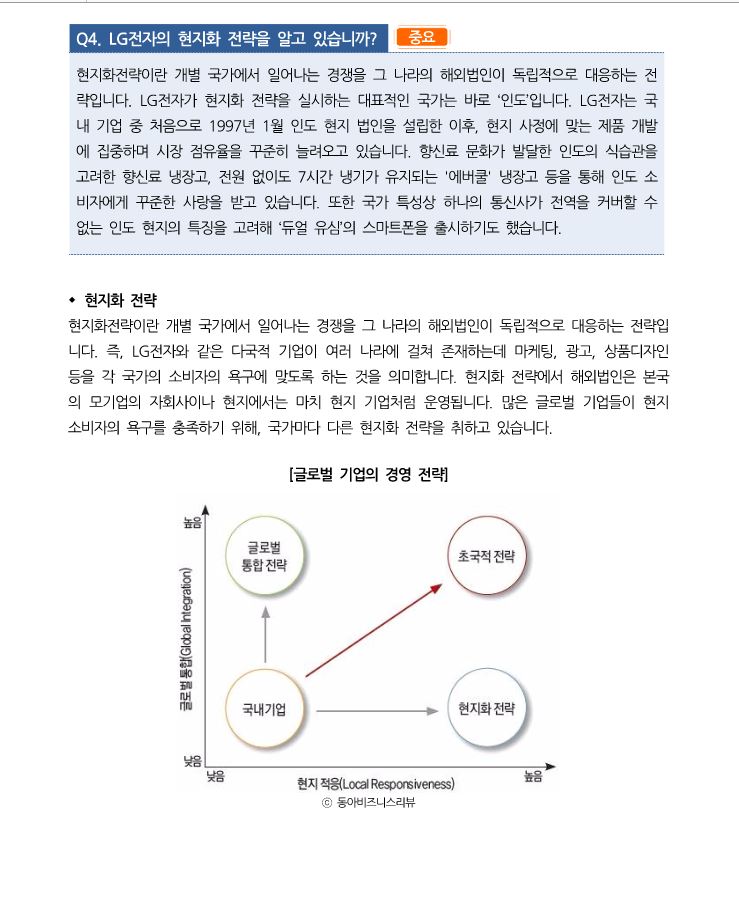 Q4. LG전자의 현지화 전략을 알고 있습니까?
중요
현지화전략이란 개별 국가에서 일어나는 경쟁을 그 나라의 해외법인이 독립적으로 대응하는 전
략입니다. LG전자가 현지화 전략을 실시하는 대표적인 국가는 바로 ‘인도’입니다. LG전자는 국
내 기업 중 처음으로 1997년 1월 인도 현지 법인을 설립한 이후, 현지 사정에 맞는 제품 개발
에 집중하며 시장 점유율을 꾸준히 늘려오고 있습니다. 향신료 문화가 발달한 인도의 식습관을
고려한 향신료 냉장고, 전원 없이도 7시간 냉기가 유지되는 '에버쿨' 냉장고 등을 통해 인도 소
비자에게 꾸준한 사랑을 받고 있습니다. 또한 국가 특성상 하나의 통신사가 전역을 커버할 수
없는 인도 현지의 특징을 고려해 ‘듀얼 유심’의 스마트폰을 출시하기도 했습니다.
◆ 현지화 전략
현지화전략이란 개별 국가에서 일어나는 경쟁을 그 나라의 해외법인이 독립적으로 대응하는 전략입
니다. 즉, LG전자와 같은 다국적 기업이 여러 나라에 걸쳐 존재하는데 마케팅, 광고, 상품디자인
등을 각 국가의 소비자의 욕구에 맞도록 하는 것을 의미합니다. 현지화 전략에서 해외법인은 본국
의 모기업의 자회사이나 현지에서는 마치 현지 기업처럼 운영됩니다. 많은 글로벌 기업들이 현지
소비자의 욕구를 충족하기 위해, 국가마다 다른 현지화 전략을 취하고 있습니다.
[글로벌 기업의 경영 전략]
높음
글로벌
통합 전략
초국적 전략
글로벌 통합(Global Integration)
국내기업
현지화 전략
낮음
낮음
현지 적응(Local Responsiveness)
높음
ⓒ 동아비즈니스리뷰